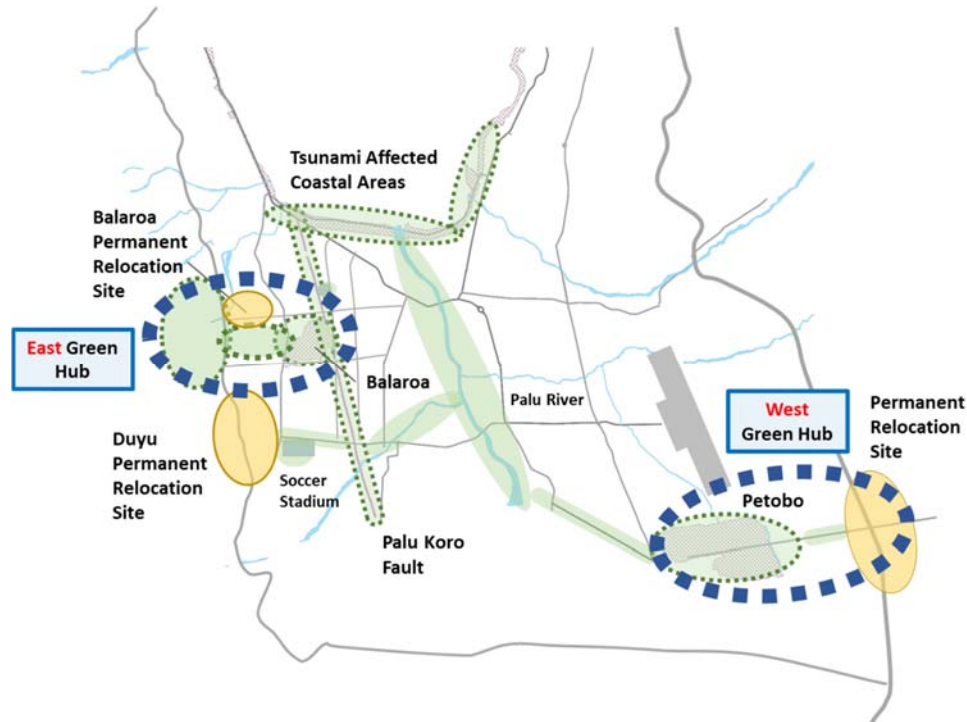 Tsunami Affected
Coastal Areas
Balaroa
Permanent
Relocation
Site
East Green
Hub
Balaroa
Palu River
West
Green Hub
Permanent
Relocation
Site
Duyu
Permanent
Relocation
Site
Soccer
Stadium
Petobo
Palu Koro
Fault